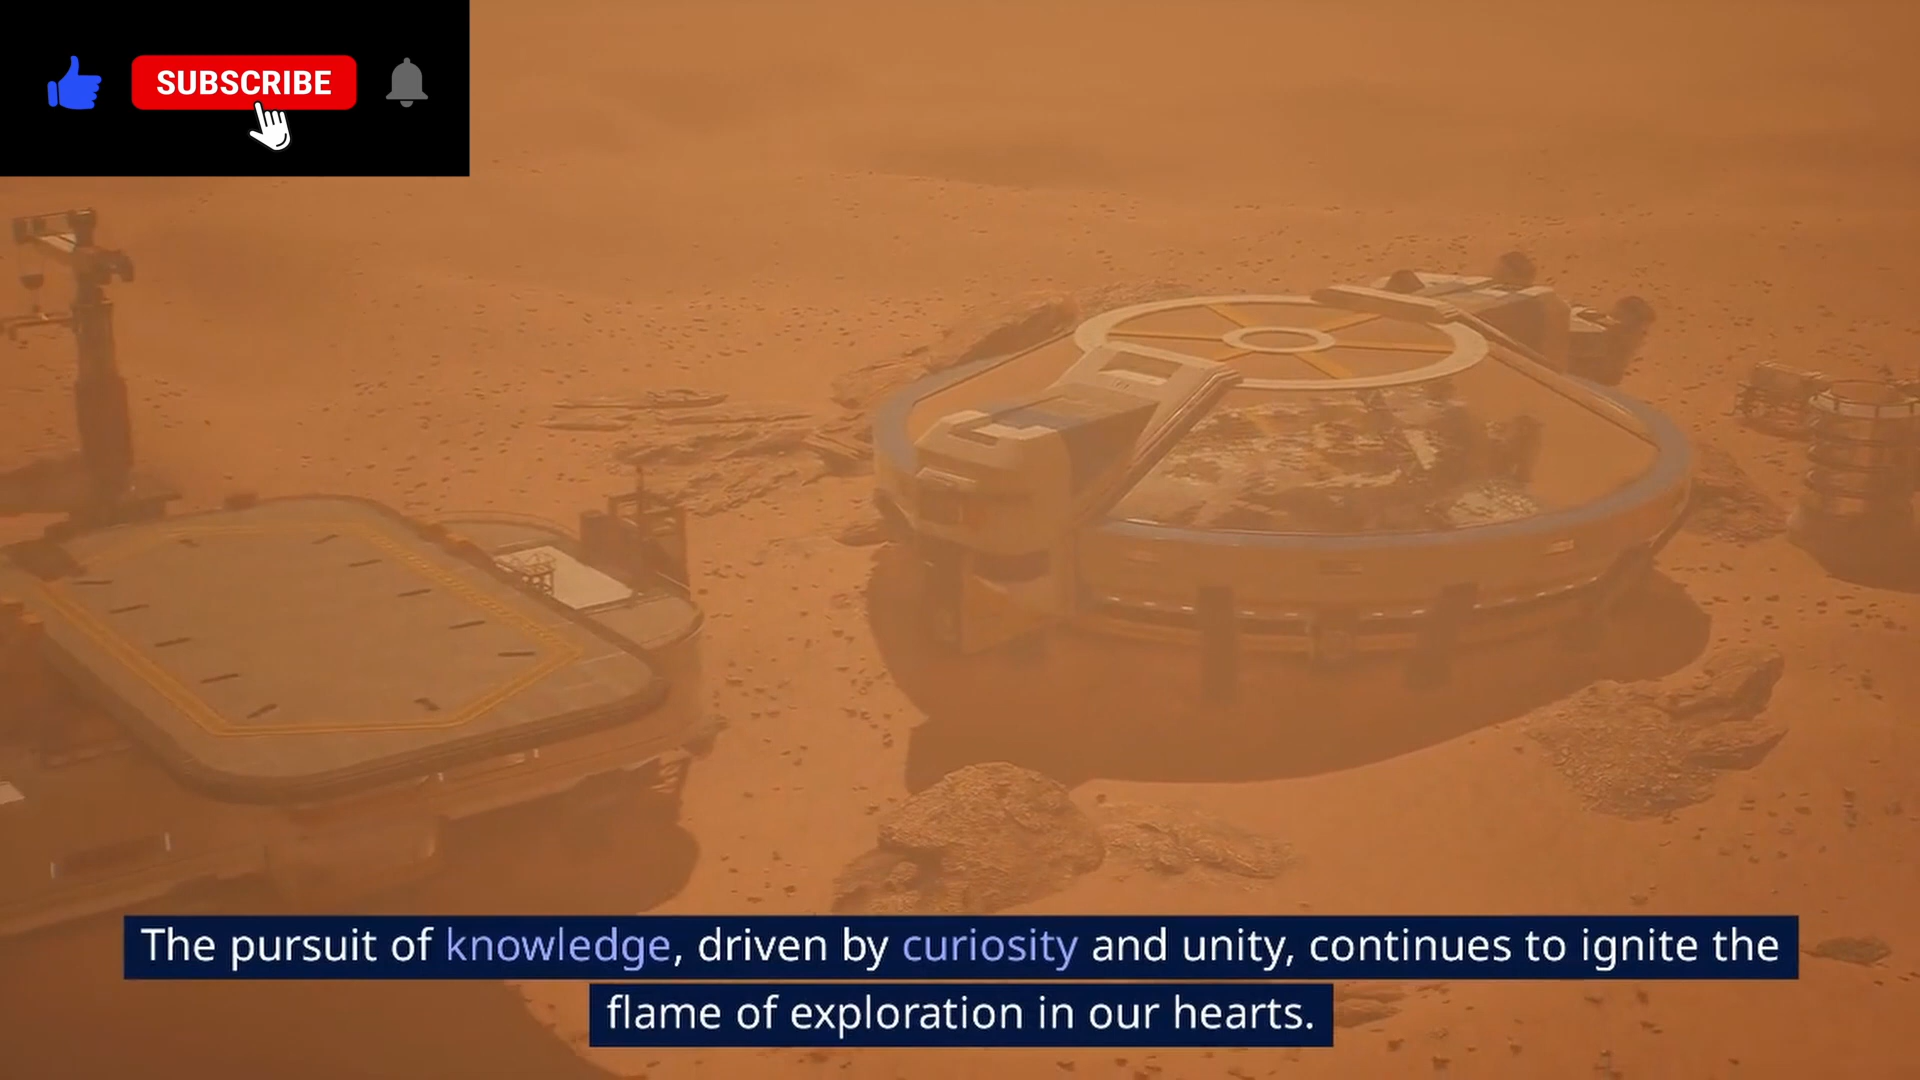 SUBSCRIBE
The pursuit of knowledge, driven by curiosity and unity, continues to ignite the
flame of exploration in our hearts.